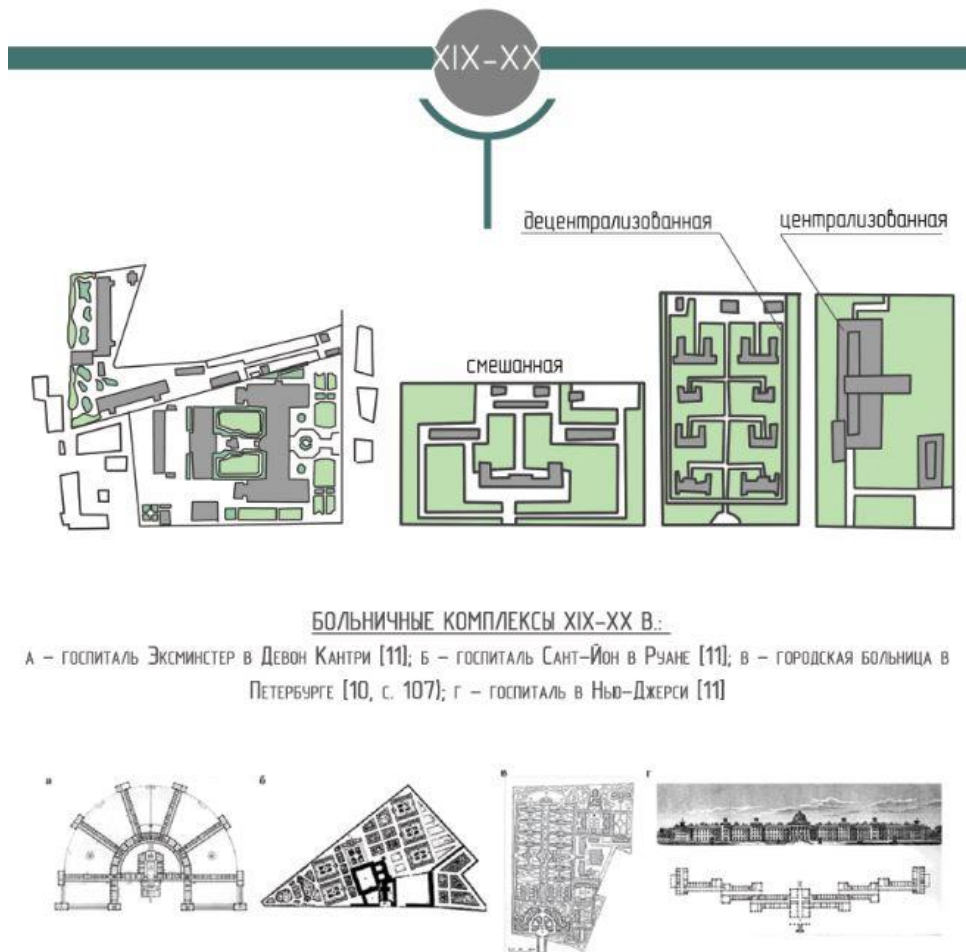 XIX-XX
децентрализованная
централизованная
смешанная
БОЛЬНИЧНЫЕ КОМПЛЕКСЫ XIX-XX В.:
А – ГОСПИТАЛЬ ЭКСМИНСТЕР В ДЕВОН КАНТРИ [11]; Б – ГОСПИТАЛЬ САНТ-ЙОН В РУАНЕ [11]; В – ГОРОДСКАЯ БОЛЬНИЦА В
ПЕТЕРБУРГЕ [10, С. 107); Г – ГОСПИТАЛЬ В НЬЮ-ДЖЕРСИ [11]
а
б
в
г